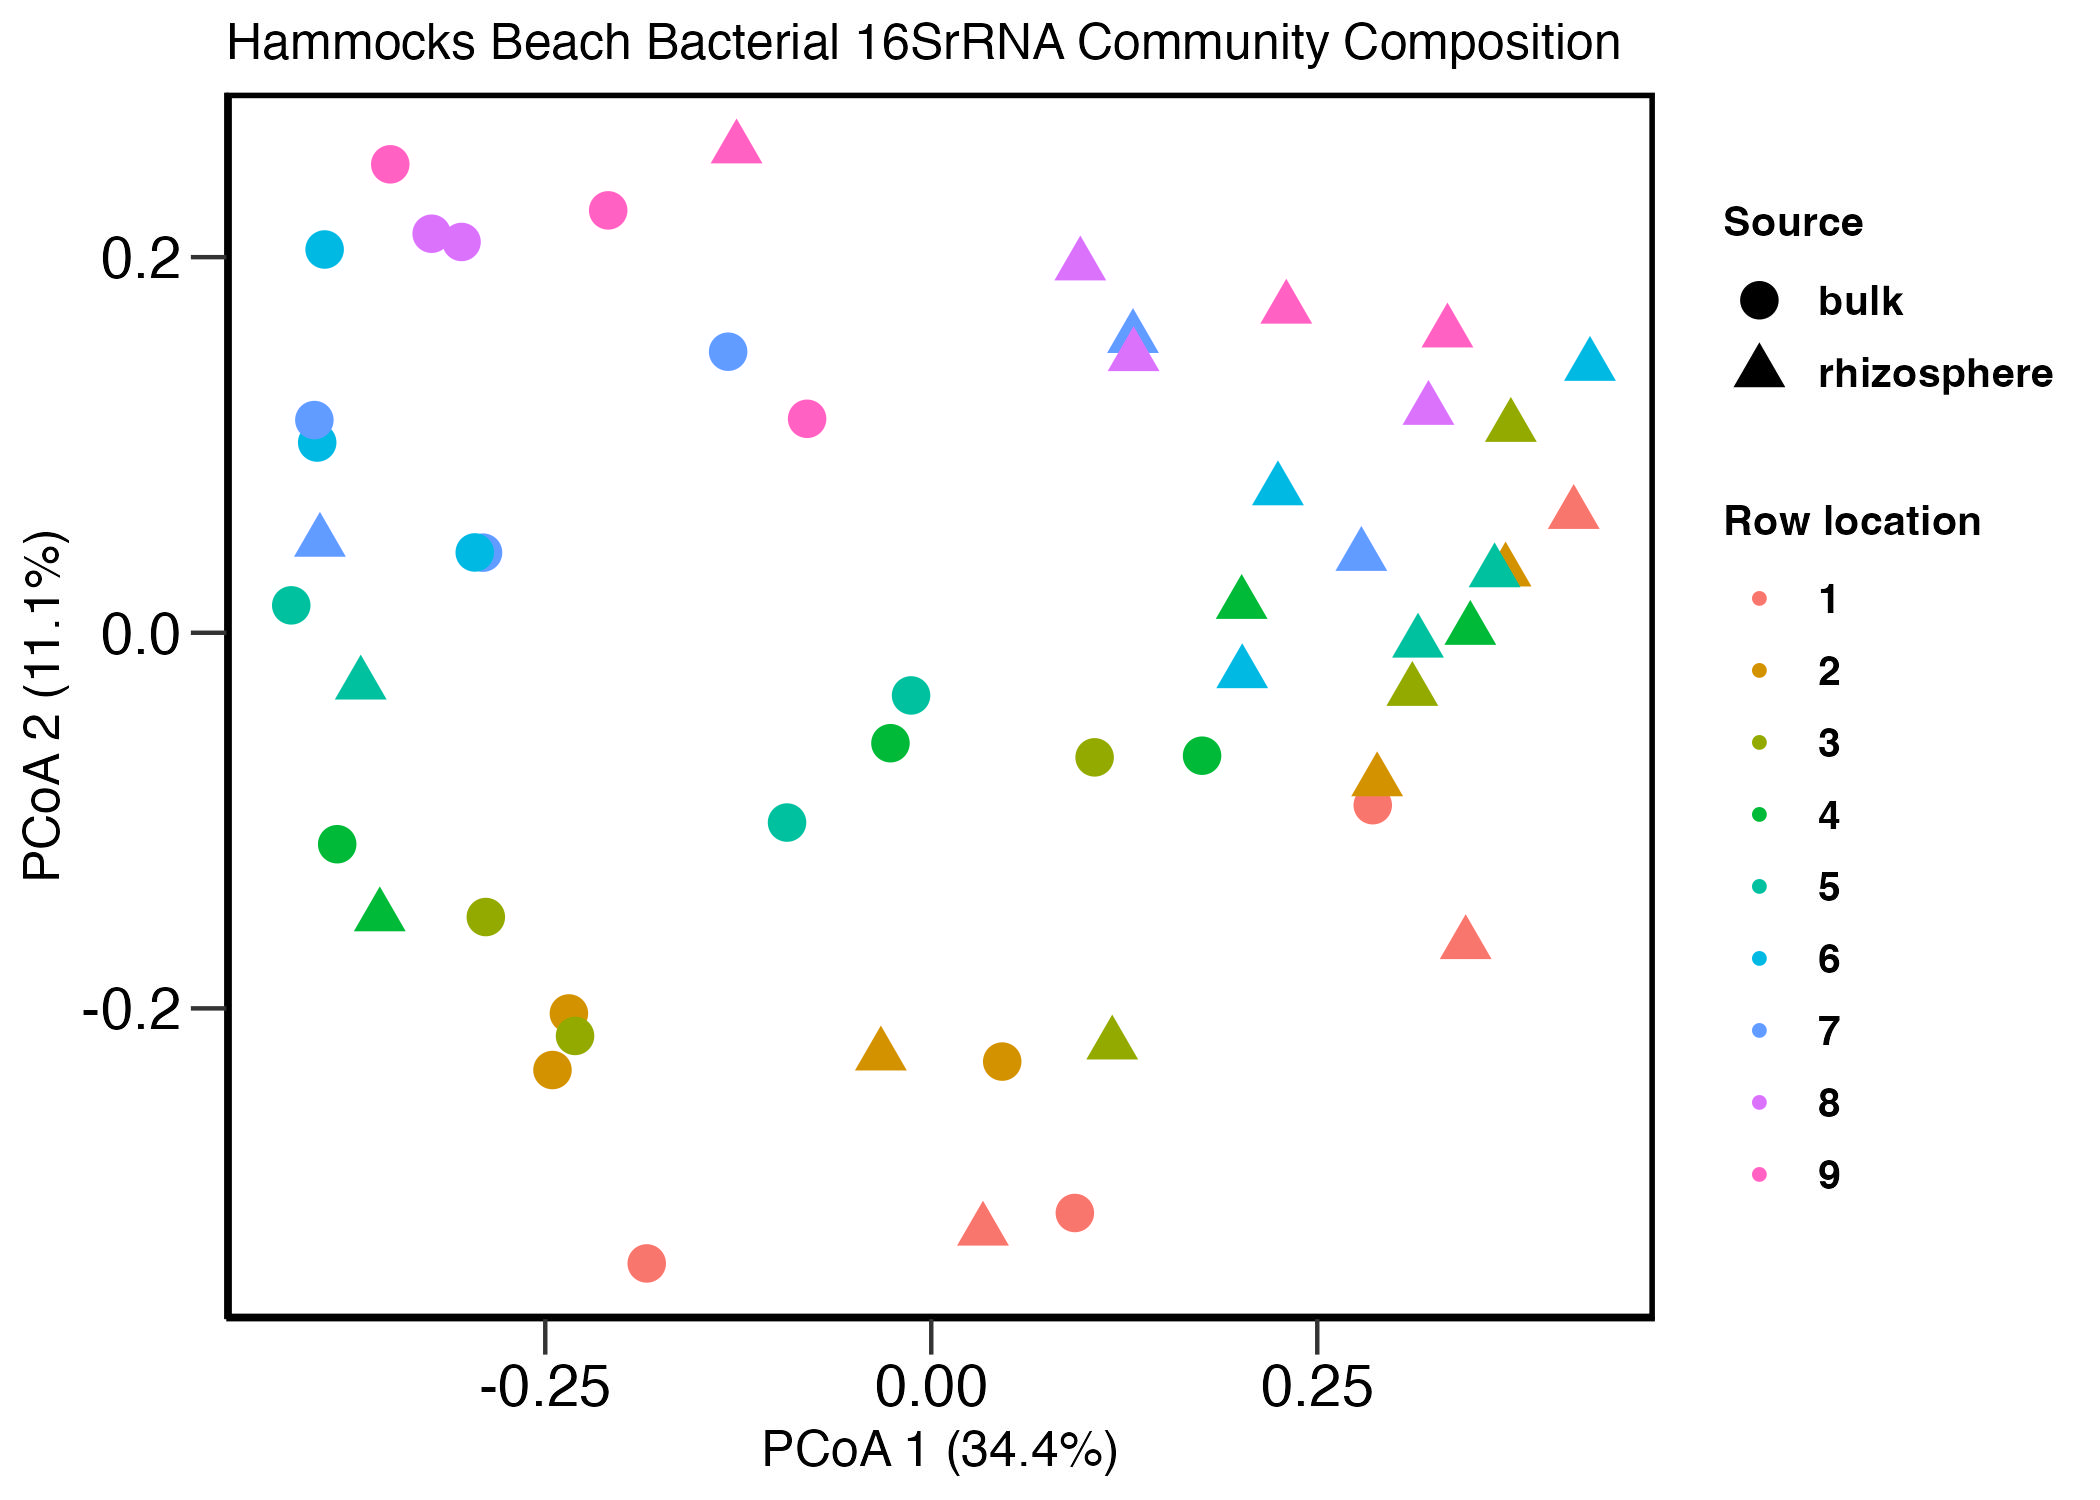 Hammocks Beach Bacterial 16SrRNA Community Composition
PCoA 2 (11.1%)
0.2
0.0
-0.2
-0.25
0.00
0.25
PCoA 1 (34.4%)
Source
bulk
rhizosphere
Row location
1
2
3
4
5
6
7
8
9